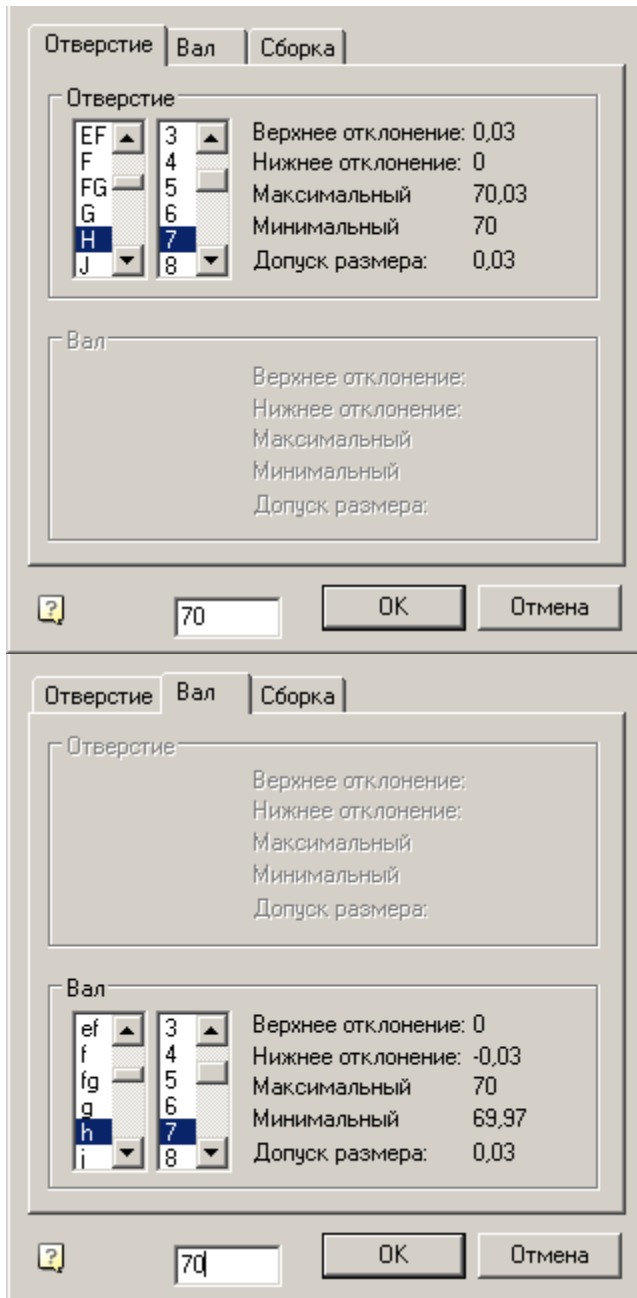 Отверстие Вал Сборка
Отверстие
EF 3 Верхнее отклонение: 0,03
F 4 Нижнее отклонение: 0
FG 5 Максимальный 70,03
G 6 Минимальный 70
H 7 Допуск размера: 0,03
J 8
Вал
Верхнее отклонение:
Нижнее отклонение:
Максимальный
Минимальный
Допуск размера:
70 OK Отмена
Отверстие Вал Сборка
Отверстие
Верхнее отклонение:
Нижнее отклонение:
Максимальный
Минимальный
Допуск размера:
Вал
ef 3 Верхнее отклонение: 0
f 4 Нижнее отклонение: -0,03
fg 5 Максимальный 70
g 6 Минимальный 69,97
h 7 Допуск размера: 0,03
j 8
70 OK Отмена